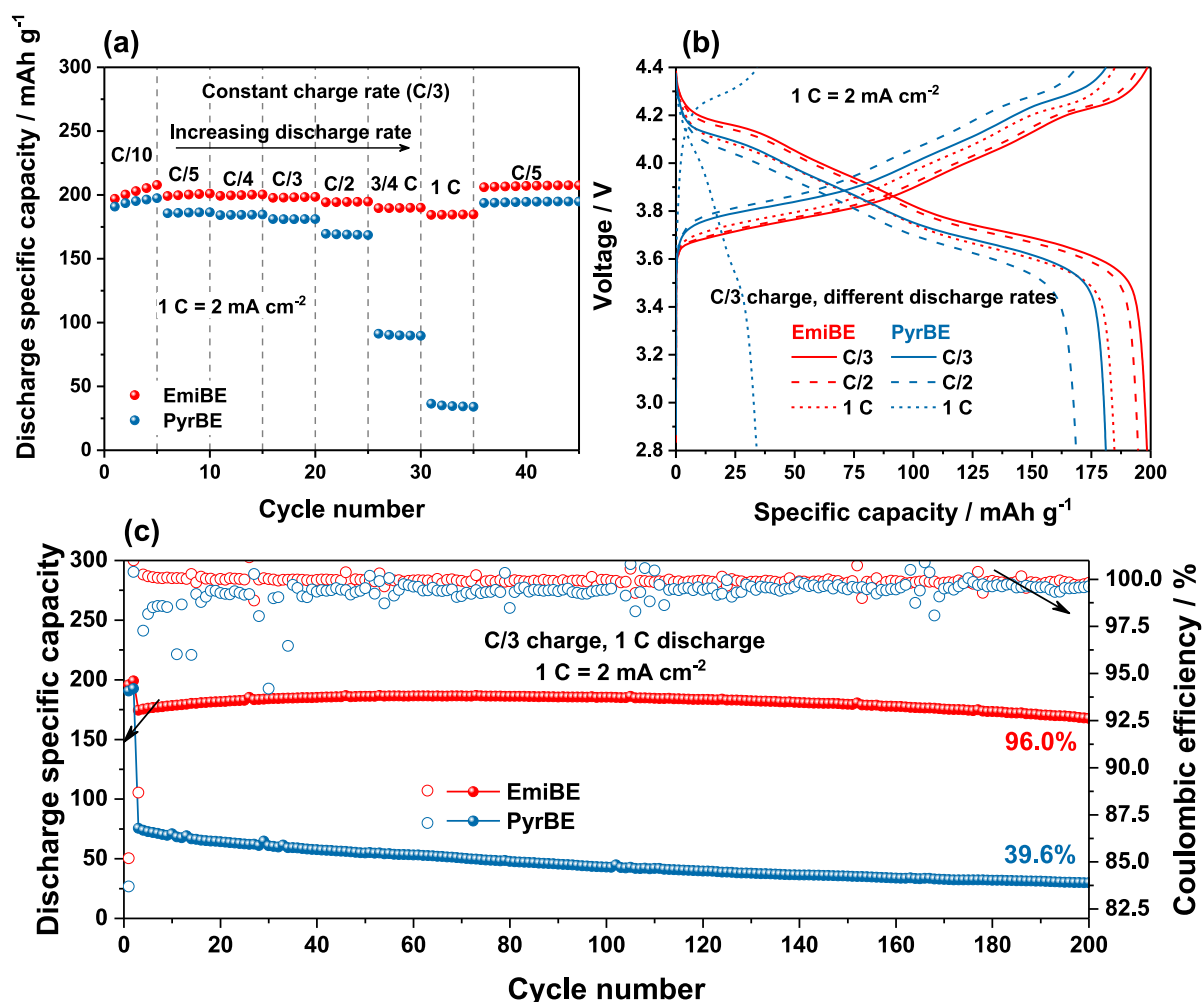 (a)
300
250
200
150
100
50
0
Discharge specific capacity / mAh g⁻¹
Constant charge rate (C/3)
Increasing discharge rate
C/10
C/5
C/4
C/3
C/2
3/4 C
1 C
C/5
1 C = 2 mA cm⁻²
EmiBE
PyrBE
0 10 20 30 40
Cycle number
(b)
4.4
4.2
4.0
3.8
3.6
3.4
3.2
3.0
2.8
Voltage / V
1 C = 2 mA cm⁻²
C/3 charge, different discharge rates
EmiBE PyrBE
C/3 C/3
C/2 C/2
1 C 1 C
0 25 50 75 100 125 150 175 200
Specific capacity / mAh g⁻¹
(c)
300
250
200
150
100
50
0
Discharge specific capacity
C/3 charge, 1 C discharge
1 C = 2 mA cm⁻²
96.0%
EmiBE
PyrBE
39.6%
100.0
97.5
95.0
92.5
90.0
87.5
85.0
82.5
Coulombic efficiency / %
0 20 40 60 80 100 120 140 160 180 200
Cycle number